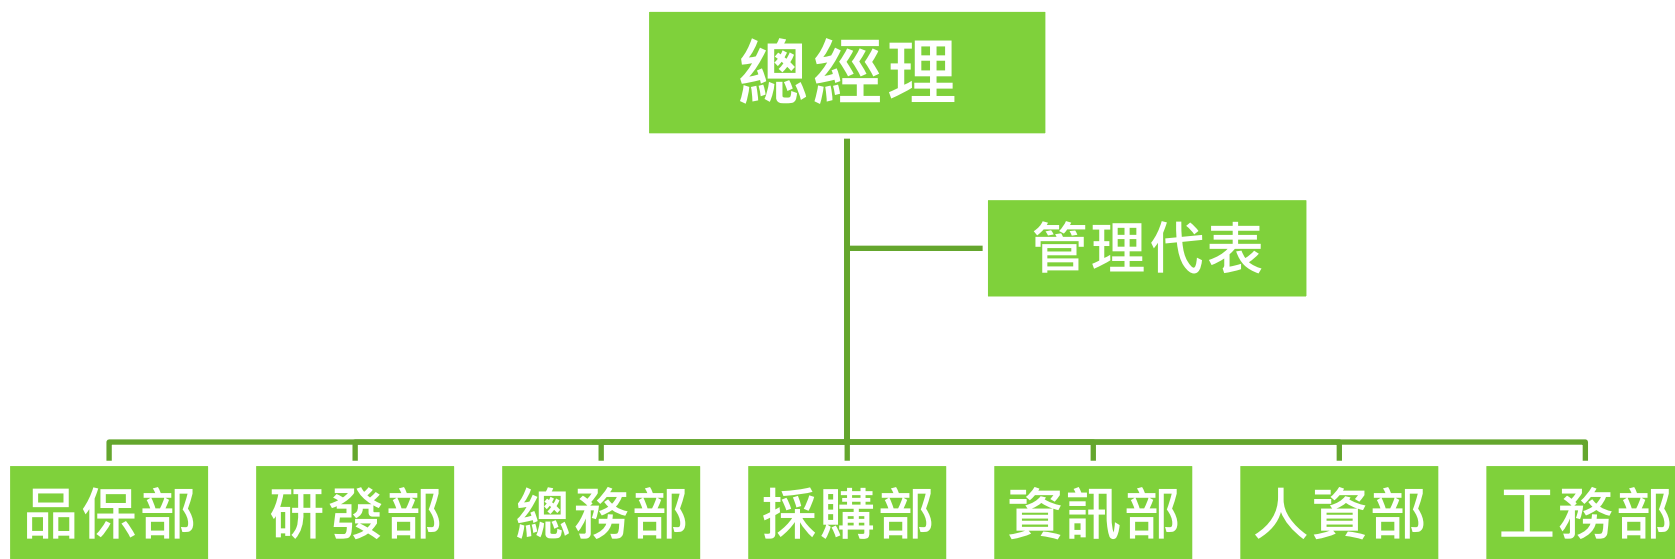 總經理
管理代表
品保部
研發部
總務部
採購部
資訊部
人資部
工務部